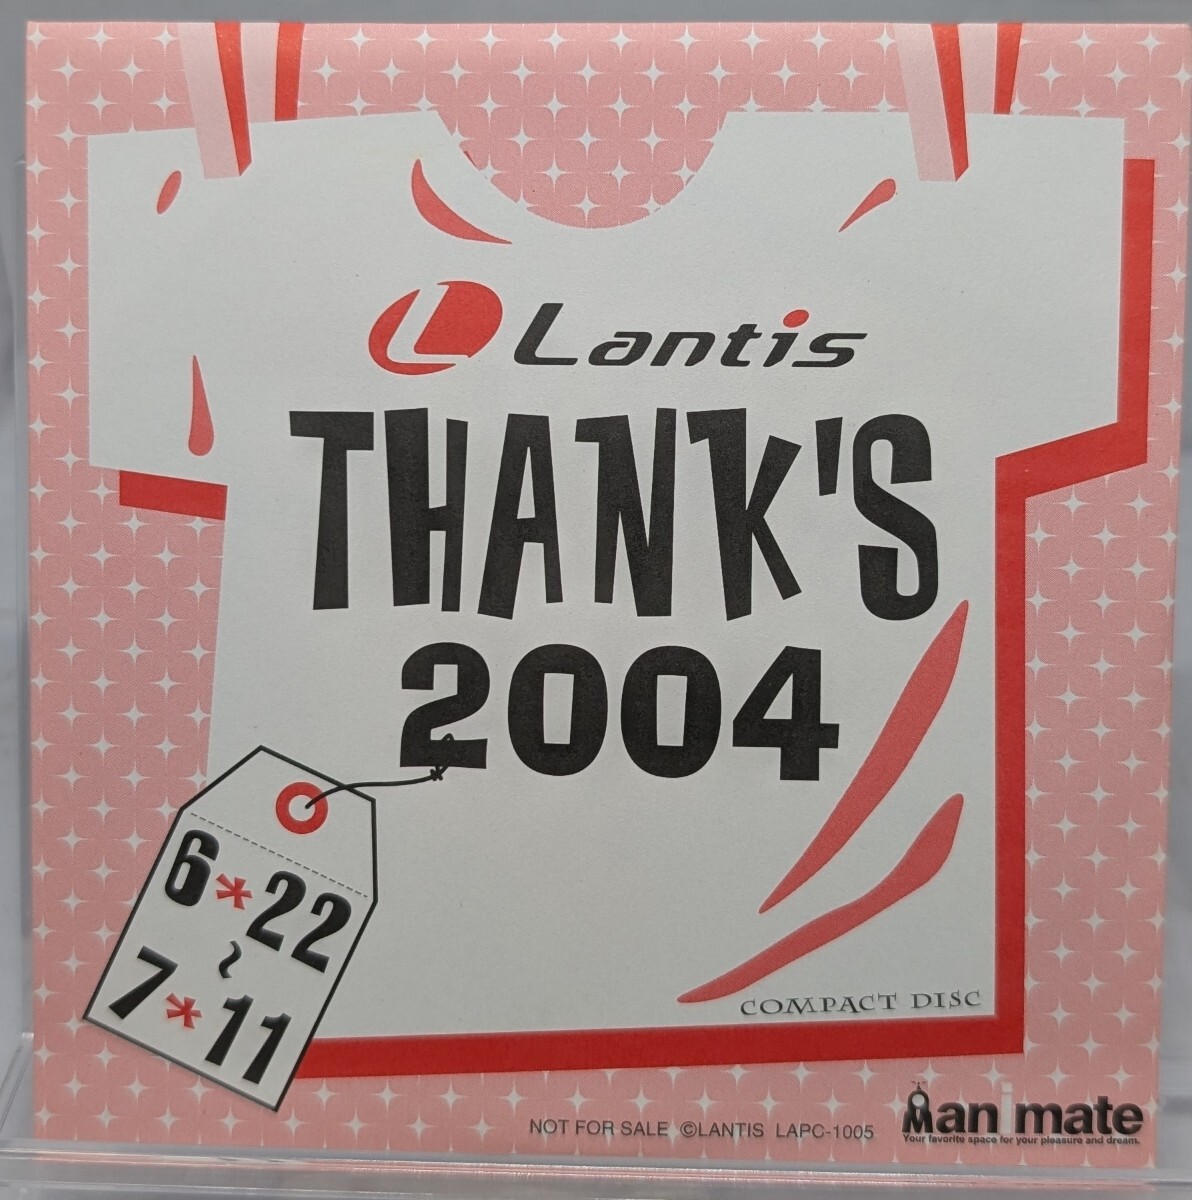 L Lantis
THANK'S
2004
6*22
~
7*11
COMPACT DISC
NOT FOR SALE ©LANTIS LAPC-1005
animate
Your favorite space for your pleasure and dream.